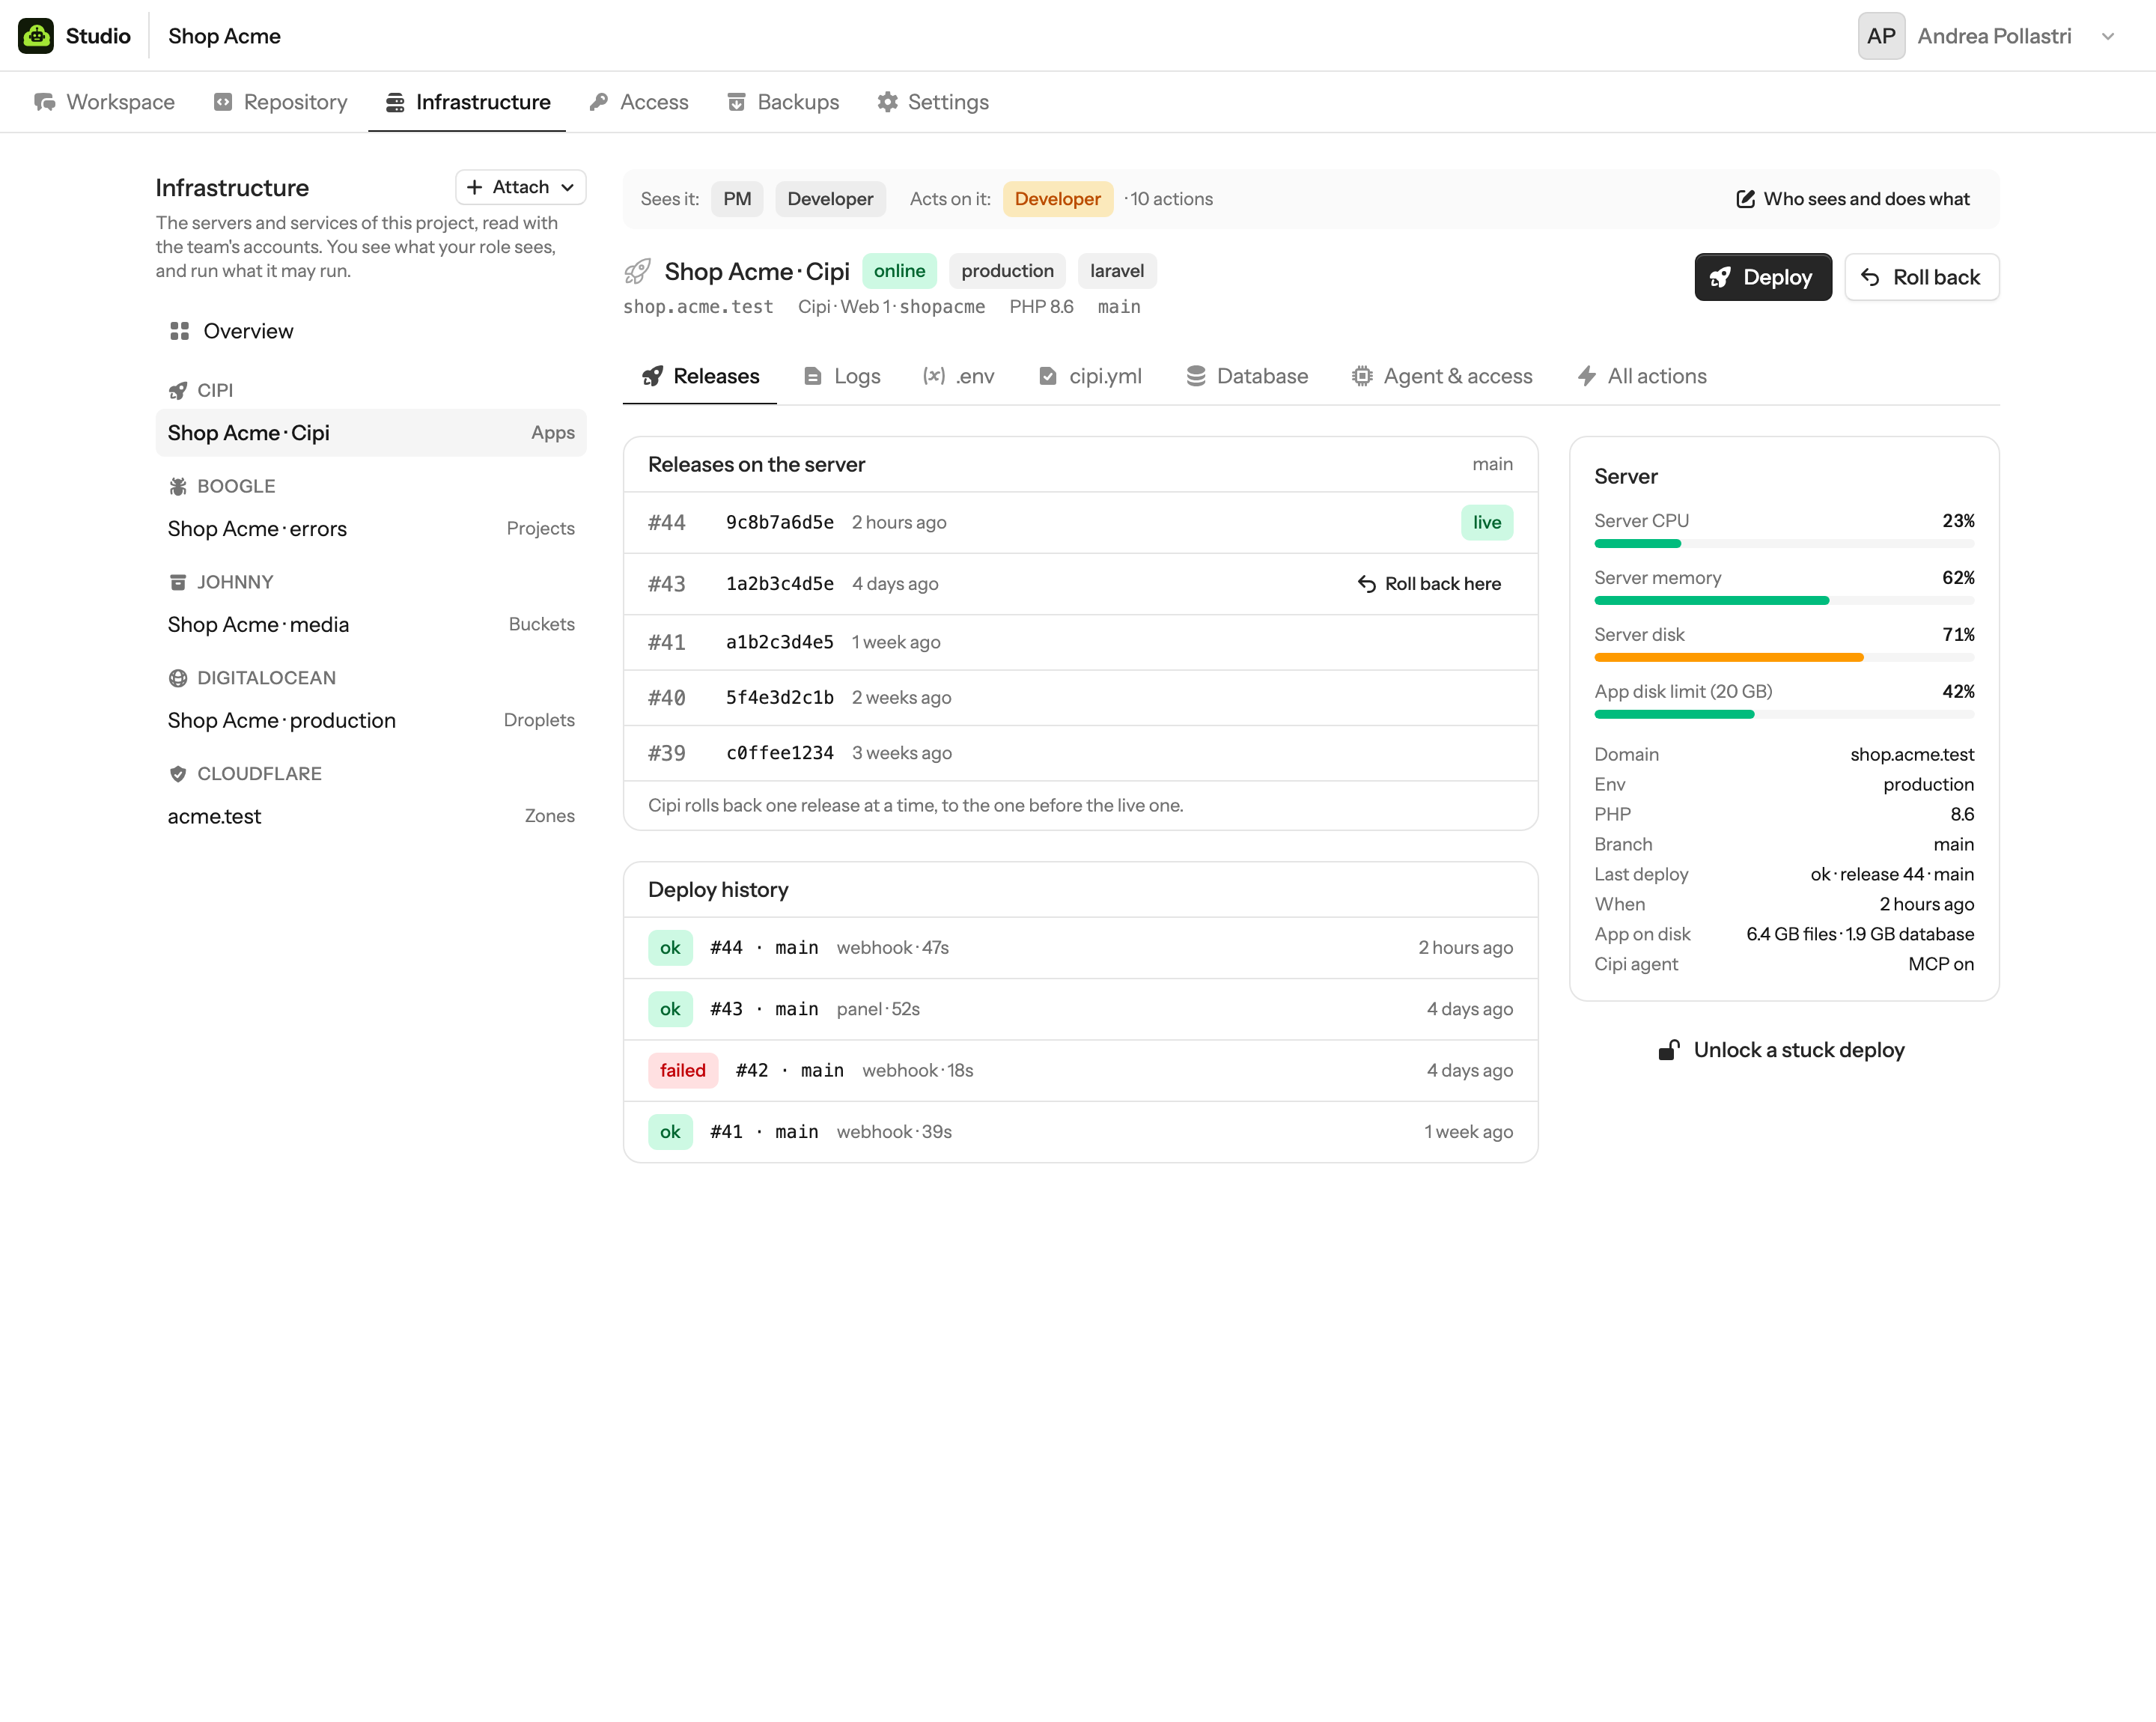 Studio
Shop Acme
AP
Andrea Pollastri
Workspace
Repository
Infrastructure
Access
Backups
Settings
Infrastructure
Attach
The servers and services of this project, read with
the team's accounts. You see what your role sees,
and run what it may run.
Overview
CIPI
Shop Acme · Cipi Apps
BOOGLE
Shop Acme · errors Projects
JOHNNY
Shop Acme · media Buckets
DIGITALOCEAN
Shop Acme · production Droplets
CLOUDFLARE
acme.test Zones
Sees it: PM Developer Acts on it: Developer · 10 actions
Who sees and does what
Shop Acme · Cipi online production laravel
shop.acme.test Cipi · Web 1 · shopacme PHP 8.6 main
Deploy
Roll back
Releases
Logs
(x) .env
cipi.yml
Database
Agent & access
All actions
Releases on the server main
#44 9c8b7a6d5e 2 hours ago live
#43 1a2b3c4d5e 4 days ago Roll back here
#41 a1b2c3d4e5 1 week ago
#40 5f4e3d2c1b 2 weeks ago
#39 c0ffee1234 3 weeks ago
Cipi rolls back one release at a time, to the one before the live one.
Deploy history
ok #44 · main webhook · 47s 2 hours ago
ok #43 · main panel · 52s 4 days ago
failed #42 · main webhook · 18s 4 days ago
ok #41 · main webhook · 39s 1 week ago
Server
Server CPU 23%
Server memory 62%
Server disk 71%
App disk limit (20 GB) 42%
Domain shop.acme.test
Env production
PHP 8.6
Branch main
Last deploy ok · release 44 · main
When 2 hours ago
App on disk 6.4 GB files · 1.9 GB database
Cipi agent MCP on
Unlock a stuck deploy